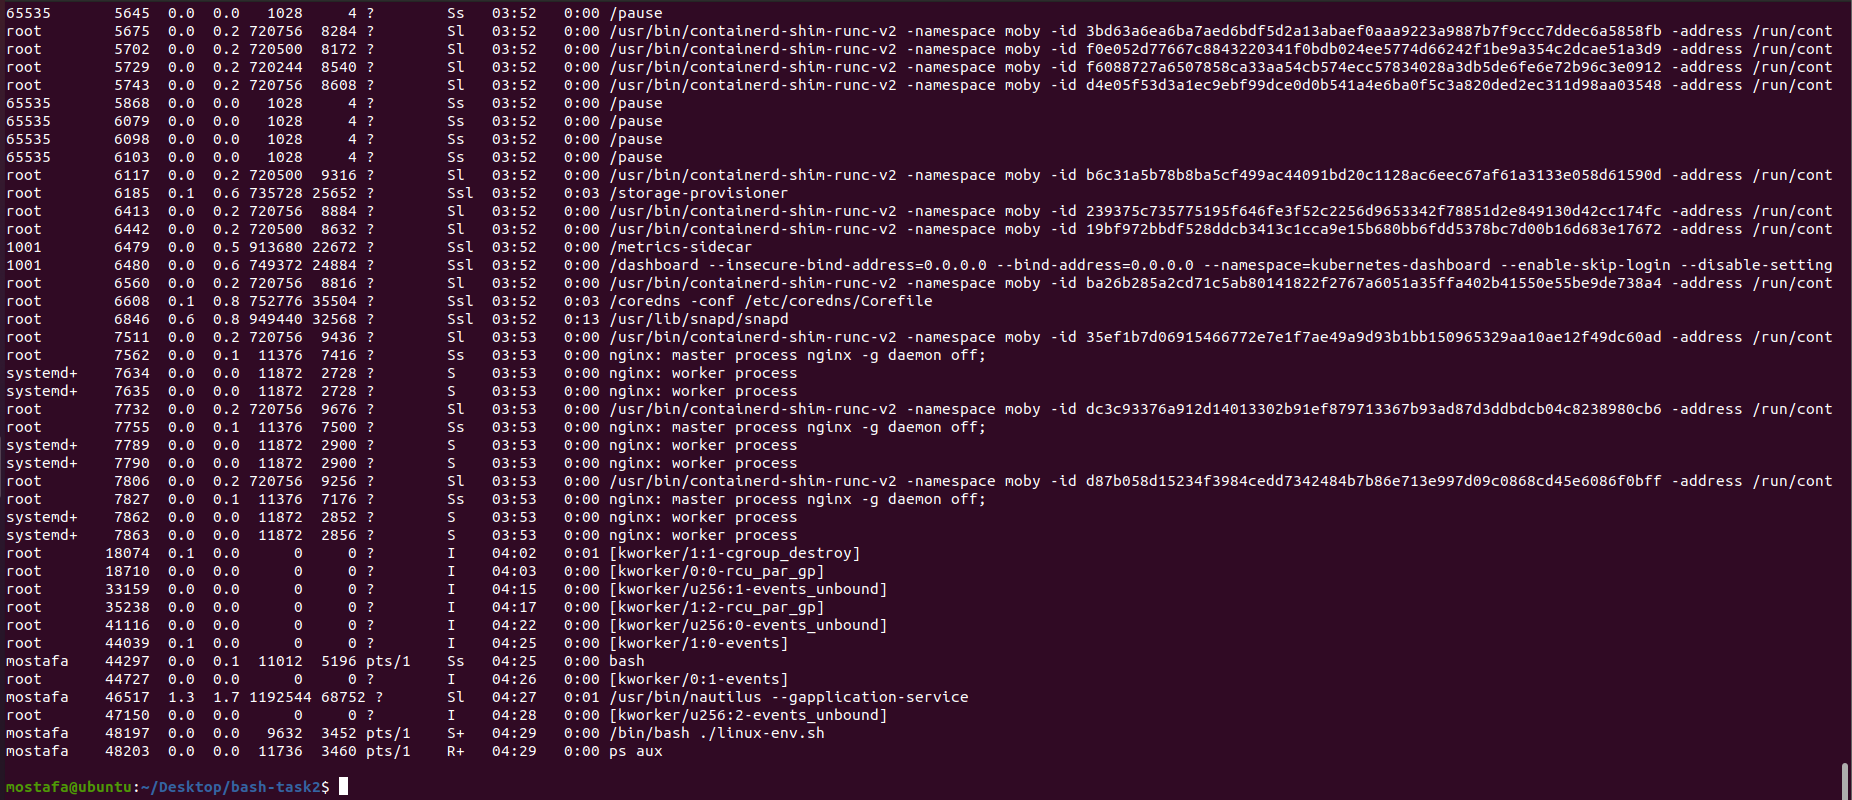 65535       5645  0.0  0.0   1028     4 ?        Ss   03:52   0:00 /pause
root        5675  0.0  0.2 720756  8284 ?        Sl   03:52   0:00 /usr/bin/containerd-shim-runc-v2 -namespace moby -id 3bd63a6ea6ba7aed6bdf5d2a13abaef0aaa9223a9887b7f9ccc7ddec6a5858fb -address /run/cont
root        5702  0.0  0.2 720500  8172 ?        Sl   03:52   0:00 /usr/bin/containerd-shim-runc-v2 -namespace moby -id f0e052d77667c8843220341f0bdb024ee5774d66242f1be9a354c2dcae51a3d9 -address /run/cont
root        5729  0.0  0.2 720244  8540 ?        Sl   03:52   0:00 /usr/bin/containerd-shim-runc-v2 -namespace moby -id f6088727a6507858ca33aa54cb574ecc57834028a3db5de6fe6e72b96c3e0912 -address /run/cont
root        5743  0.0  0.2 720756  8608 ?        Sl   03:52   0:00 /usr/bin/containerd-shim-runc-v2 -namespace moby -id d4e05f53d3a1ec9ebf99dce0d0b541a4e6ba0f5c3a820ded2ec311d98aa03548 -address /run/cont
65535       5868  0.0  0.0   1028     4 ?        Ss   03:52   0:00 /pause
65535       6079  0.0  0.0   1028     4 ?        Ss   03:52   0:00 /pause
65535       6098  0.0  0.0   1028     4 ?        Ss   03:52   0:00 /pause
65535       6103  0.0  0.0   1028     4 ?        Ss   03:52   0:00 /pause
root        6117  0.0  0.2 720500  9316 ?        Sl   03:52   0:00 /usr/bin/containerd-shim-runc-v2 -namespace moby -id b6c31a5b78b8ba5cf499ac44091bd20c1128ac6eec67af61a3133e058d61590d -address /run/cont
root        6185  0.1  0.6 735728 25652 ?        Ssl  03:52   0:03 /storage-provisioner
root        6413  0.0  0.2 720756  8884 ?        Sl   03:52   0:00 /usr/bin/containerd-shim-runc-v2 -namespace moby -id 239375c735775195f646fe3f52c2256d9653342f78851d2e849130d42cc174fc -address /run/cont
root        6442  0.0  0.2 720500  8632 ?        Sl   03:52   0:00 /usr/bin/containerd-shim-runc-v2 -namespace moby -id 19bf972bbdf528ddcb3413c1cca9e15b680bb6fdd5378bc7d00b16d683e17672 -address /run/cont
1001        6479  0.0  0.5 913680 22672 ?        Ssl  03:52   0:00 /metrics-sidecar
1001        6480  0.0  0.6 749372 24884 ?        Ssl  03:52   0:00 /dashboard --insecure-bind-address=0.0.0.0 --bind-address=0.0.0.0 --namespace=kubernetes-dashboard --enable-skip-login --disable-setting
root        6560  0.0  0.2 720756  8816 ?        Sl   03:52   0:00 /usr/bin/containerd-shim-runc-v2 -namespace moby -id ba26b285a2cd71c5ab80141822f2767a6051a35ffa402b41550e55be9de738a4 -address /run/cont
root        6608  0.1  0.8 752776 35504 ?        Ssl  03:52   0:03 /coredns -conf /etc/coredns/Corefile
root        6846  0.6  0.8 949440 32568 ?        Ssl  03:52   0:13 /usr/lib/snapd/snapd
root        7511  0.0  0.2 720756  9436 ?        Sl   03:53   0:00 /usr/bin/containerd-shim-runc-v2 -namespace moby -id 35ef1b7d06915466772e7e1f7ae49a9d93b1bb150965329aa10ae12f49dc60ad -address /run/cont
root        7562  0.0  0.1  11376  7416 ?        Ss   03:53   0:00 nginx: master process nginx -g daemon off;
systemd+    7634  0.0  0.0  11872  2728 ?        S    03:53   0:00 nginx: worker process
systemd+    7635  0.0  0.0  11872  2728 ?        S    03:53   0:00 nginx: worker process
root        7732  0.0  0.2 720756  9676 ?        Sl   03:53   0:00 /usr/bin/containerd-shim-runc-v2 -namespace moby -id dc3c93376a912d14013302b91ef879713367b93ad87d3ddbdcb04c8238980cb6 -address /run/cont
root        7755  0.0  0.1  11376  7500 ?        Ss   03:53   0:00 nginx: master process nginx -g daemon off;
systemd+    7789  0.0  0.0  11872  2900 ?        S    03:53   0:00 nginx: worker process
systemd+    7790  0.0  0.0  11872  2900 ?        S    03:53   0:00 nginx: worker process
root        7806  0.0  0.2 720756  9256 ?        Sl   03:53   0:00 /usr/bin/containerd-shim-runc-v2 -namespace moby -id d87b058d15234f3984cedd7342484b7b86e713e997d09c0868cd45e6086f0bff -address /run/cont
root        7827  0.0  0.1  11376  7176 ?        Ss   03:53   0:00 nginx: master process nginx -g daemon off;
systemd+    7862  0.0  0.0  11872  2852 ?        S    03:53   0:00 nginx: worker process
systemd+    7863  0.0  0.0  11872  2856 ?        S    03:53   0:00 nginx: worker process
root       18074  0.1  0.0      0     0 ?        I    04:02   0:01 [kworker/1:1-cgroup_destroy]
root       18710  0.0  0.0      0     0 ?        I    04:03   0:00 [kworker/0:0-rcu_par_gp]
root       33159  0.0  0.0      0     0 ?        I    04:15   0:00 [kworker/u256:1-events_unbound]
root       35238  0.0  0.0      0     0 ?        I    04:17   0:00 [kworker/1:2-rcu_par_gp]
root       41116  0.0  0.0      0     0 ?        I    04:22   0:00 [kworker/u256:0-events_unbound]
root       44039  0.1  0.0      0     0 ?        I    04:25   0:00 [kworker/1:0-events]
mostafa    44297  0.0  0.1  11012  5196 pts/1    Ss   04:25   0:00 bash
root       44727  0.0  0.0      0     0 ?        I    04:26   0:00 [kworker/0:1-events]
mostafa    46517  1.3  1.7 1192544 68752 ?       Sl   04:27   0:01 /usr/bin/nautilus --gapplication-service
root       47150  0.0  0.0      0     0 ?        I    04:28   0:00 [kworker/u256:2-events_unbound]
mostafa    48197  0.0  0.0   9632  3452 pts/1    S+   04:29   0:00 /bin/bash ./linux-env.sh
mostafa    48203  0.0  0.0  11736  3460 pts/1    R+   04:29   0:00 ps aux
mostafa@ubuntu:~/Desktop/bash-task2$